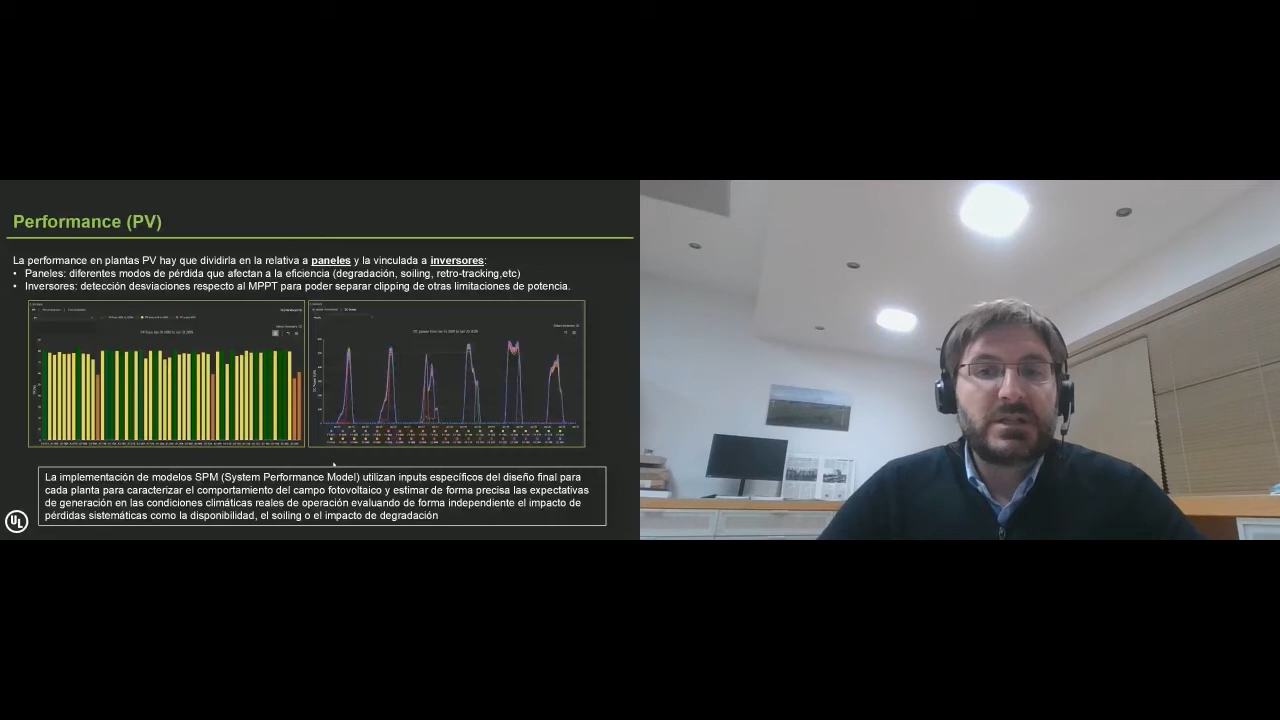 Performance (PV)
La performance en plantas PV hay que dividirla en la relativa a paneles y la vinculada a inversores:
• Paneles: diferentes modos de pérdida que afectan a la eficiencia (degradación, soiling, retro-tracking,etc)
• Inversores: detección desviaciones respecto al MPPT para poder separar clipping de otras limitaciones de potencia.
La implementación de modelos SPM (System Performance Model) utilizan inputs específicos del diseño final para
cada planta para caracterizar el comportamiento del campo fotovoltaico y estimar de forma precisa las expectativas
de generación en las condiciones climáticas reales de operación evaluando de forma independiente el impacto de
pérdidas sistemáticas como la disponibilidad, el soiling o el impacto de degradación
UL